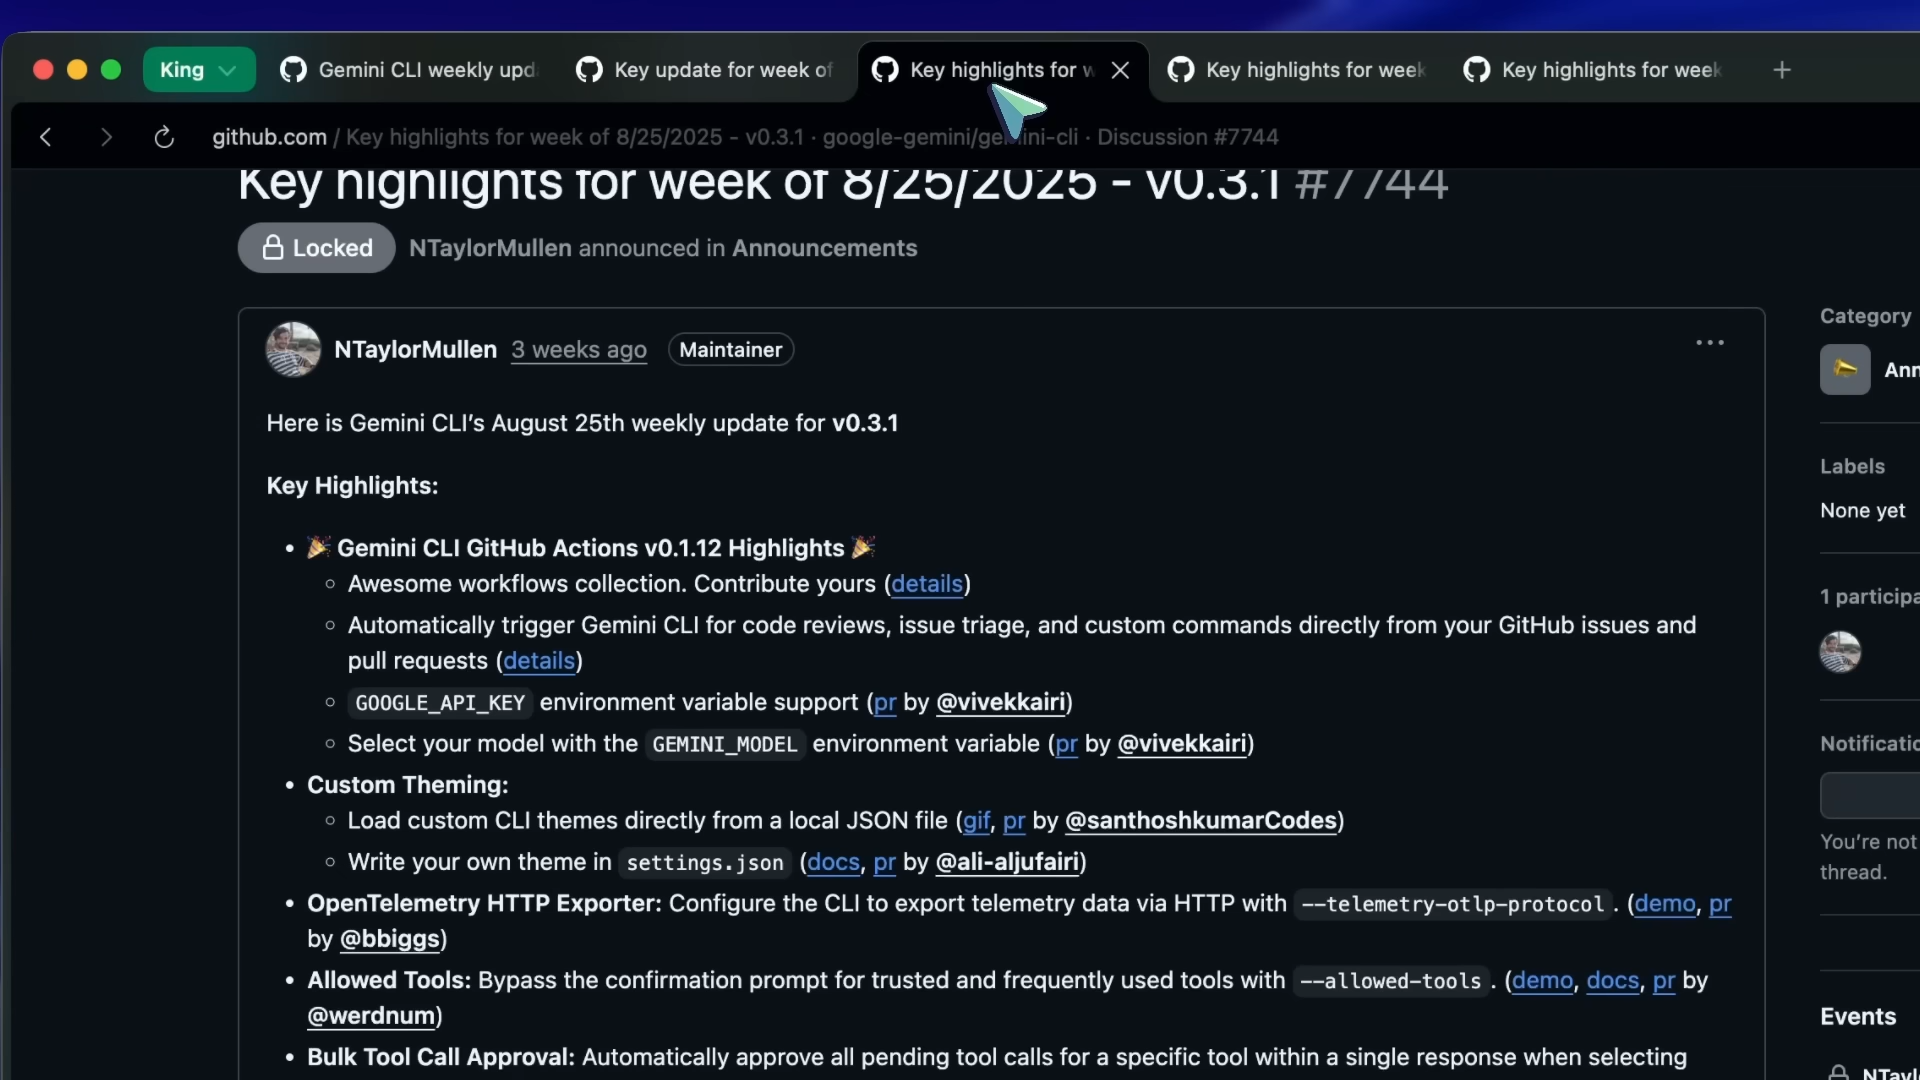 King
Gemini CLI weekly upd
Key update for week of
Key highlights for w
Key highlights for week
Key highlights for week
github.com / Key highlights for week of 8/25/2025 - v0.3.1 · google-gemini/gemini-cli · Discussion #7744
Key highlights for week of 8/25/2025 - v0.3.1 #7744
Locked NTaylorMullen announced in Announcements
NTaylorMullen 3 weeks ago Maintainer
Here is Gemini CLI’s August 25th weekly update for v0.3.1
Key Highlights:
• 🎉 Gemini CLI GitHub Actions v0.1.12 Highlights 🎉
○ Awesome workflows collection. Contribute yours (details)
○ Automatically trigger Gemini CLI for code reviews, issue triage, and custom commands directly from your GitHub issues and
pull requests (details)
○ GOOGLE_API_KEY environment variable support (pr by @vivekkairi)
○ Select your model with the GEMINI_MODEL environment variable (pr by @vivekkairi)
• Custom Theming:
○ Load custom CLI themes directly from a local JSON file (gif, pr by @santhoshkumarCodes)
○ Write your own theme in settings.json (docs, pr by @ali-aljufairi)
• OpenTelemetry HTTP Exporter: Configure the CLI to export telemetry data via HTTP with --telemetry-otlp-protocol . (demo, pr
by @bbiggs)
• Allowed Tools: Bypass the confirmation prompt for trusted and frequently used tools with --allowed-tools . (demo, docs, pr by
@werdnum)
• Bulk Tool Call Approval: Automatically approve all pending tool calls for a specific tool within a single response when selecting
Category
Ann
Labels
None yet
1 participa
Notificatio
You’re not
thread.
Events
NTayl